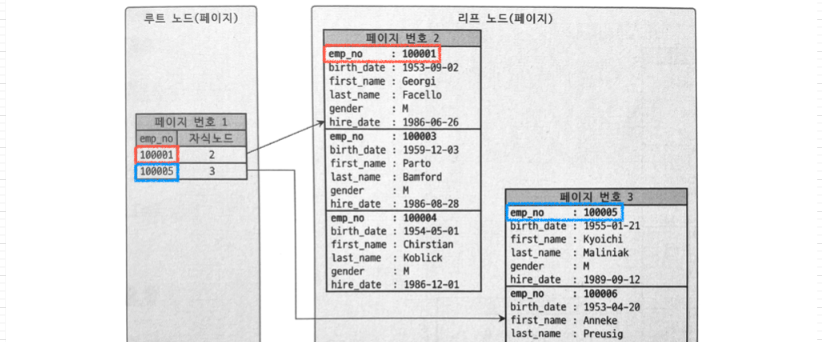 루트 노드(페이지)
페이지 번호 1
emp_no 자식노드
100001 2
100005 3
리프 노드(페이지)
페이지 번호 2
emp_no : 100001
birth_date : 1953-09-02
first_name : Georgi
last_name : Facello
gender : M
hire_date : 1986-06-26
emp_no : 100003
birth_date : 1959-12-03
first_name : Parto
last_name : Bamford
gender : M
hire_date : 1986-08-28
emp_no : 100004
birth_date : 1954-05-01
first_name : Chirstian
last_name : Koblick
gender : M
hire_date : 1986-12-01
페이지 번호 3
emp_no : 100005
birth_date : 1955-01-21
first_name : Kyoichi
last_name : Maliniak
gender : M
hire_date : 1989-09-12
emp_no : 100006
birth_date : 1953-04-20
first_name : Anneke
last_name : Preusig